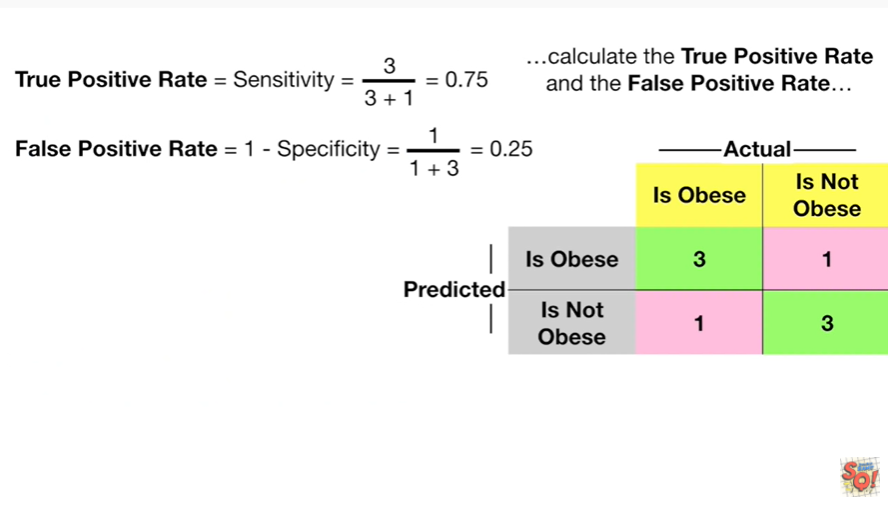 True Positive Rate = Sensitivity = 3 / 3 + 1 = 0.75
…calculate the True Positive Rate
and the False Positive Rate…
False Positive Rate = 1 - Specificity = 1 / 1 + 3 = 0.25
Actual
Is Obese
Is Not
Obese
Predicted
Is Obese
3
1
Is Not
Obese
1
3
SQ!